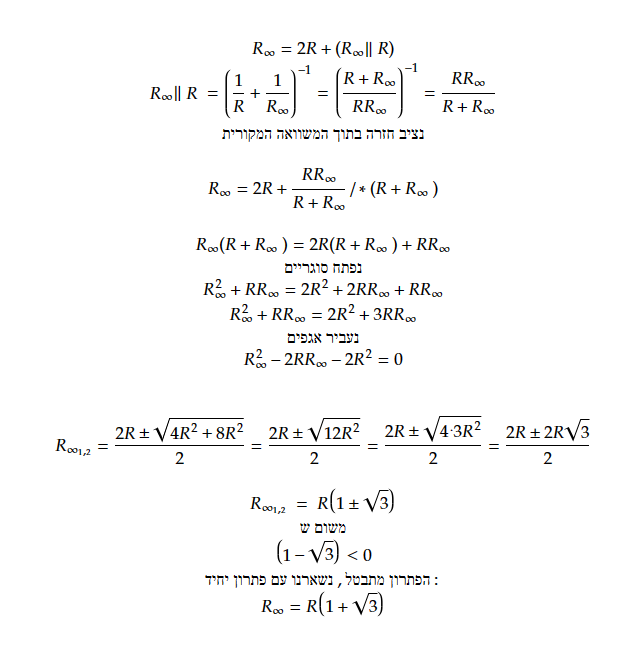 R∞ = 2R + (R∞ ∥ R)
R∞ ∥ R = (1/R + 1/R∞)⁻¹ = ((R + R∞)/(RR∞))⁻¹ = RR∞/(R + R∞)
נציב חזרה בתוך המשוואה המקורית
R∞ = 2R + RR∞/(R + R∞) /∗ (R + R∞ )
R∞(R + R∞ ) = 2R(R + R∞ ) + RR∞
נפתח סוגריים
R∞² + RR∞ = 2R² + 2RR∞ + RR∞
R∞² + RR∞ = 2R² + 3RR∞
נעביר אגפים
R∞² − 2RR∞ − 2R² = 0
R∞₁,₂ = (2R ± √(4R² + 8R²))/2 = (2R ± √(12R²))/2 = (2R ± √(4·3R²))/2 = (2R ± 2R√3)/2
R∞₁,₂ = R(1 ± √3)
משום ש
(1 − √3) < 0
הפתרון מתבטל , נשארנו עם פתרון יחיד :
R∞ = R(1 + √3)